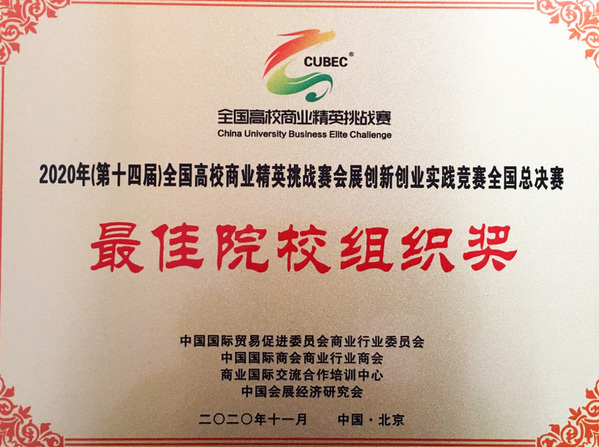 CUBEC®
全国高校商业精英挑战赛
China University Business Elite Challenge
2020年(第十四届)全国高校商业精英挑战赛会展创新创业实践竞赛全国总决赛
最佳院校组织奖
中国国际贸易促进委员会商业行业委员会
中国国际商会商业行业商会
商业国际交流合作培训中心
中国会展经济研究会
二〇二〇年十一月 中国·北京